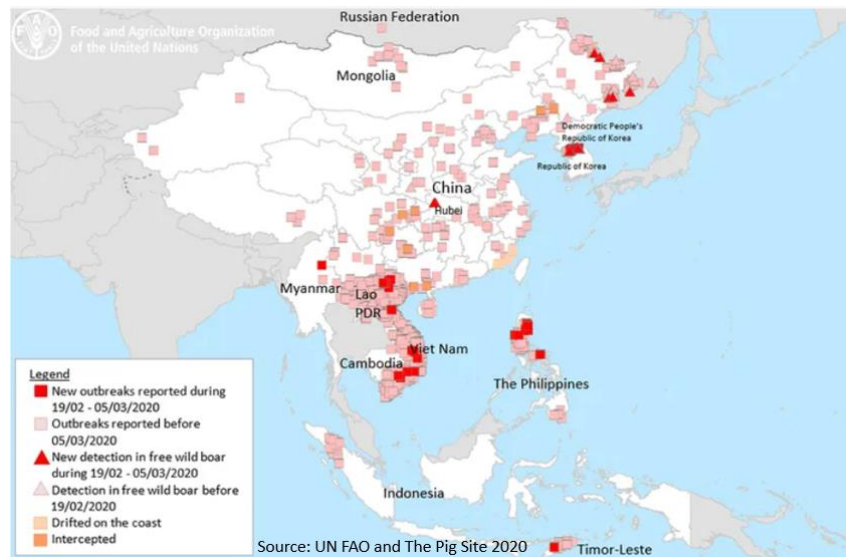 Russian Federation
Food and Agriculture Organization
of the United Nations
Mongolia
Democratic People's
Republic of Korea
Republic of Korea
China
Hubei
Myanmar
Lao
PDR
Viet Nam
Cambodia
The Philippines
Legend
New outbreaks reported during
19/02 - 05/03/2020
Outbreaks reported before
05/03/2020
New detection in free wild boar
during 19/02 - 05/03/2020
Detection in free wild boar before
19/02/2020
Drifted on the coast
Intercepted
Indonesia
Source: UN FAO and The Pig Site 2020
Timor-Leste